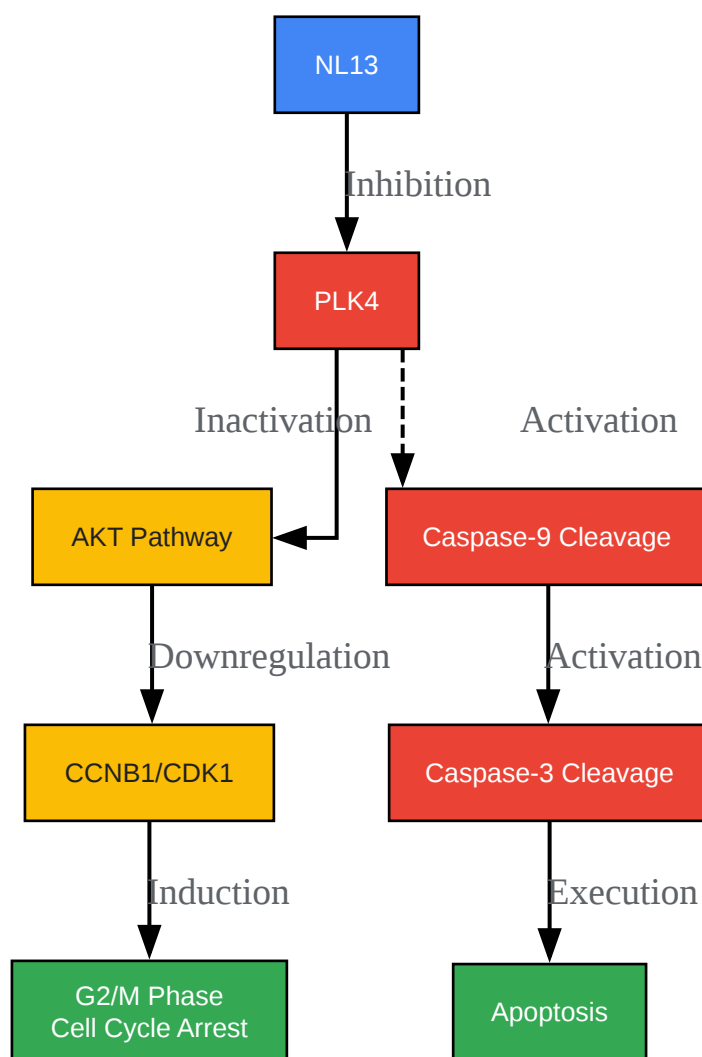 NL13
Inhibition
PLK4
Inactivation
Activation
AKT Pathway
Caspase-9 Cleavage
Downregulation
Activation
CCNB1/CDK1
Caspase-3 Cleavage
Induction
Execution
G2/M Phase
Cell Cycle Arrest
Apoptosis